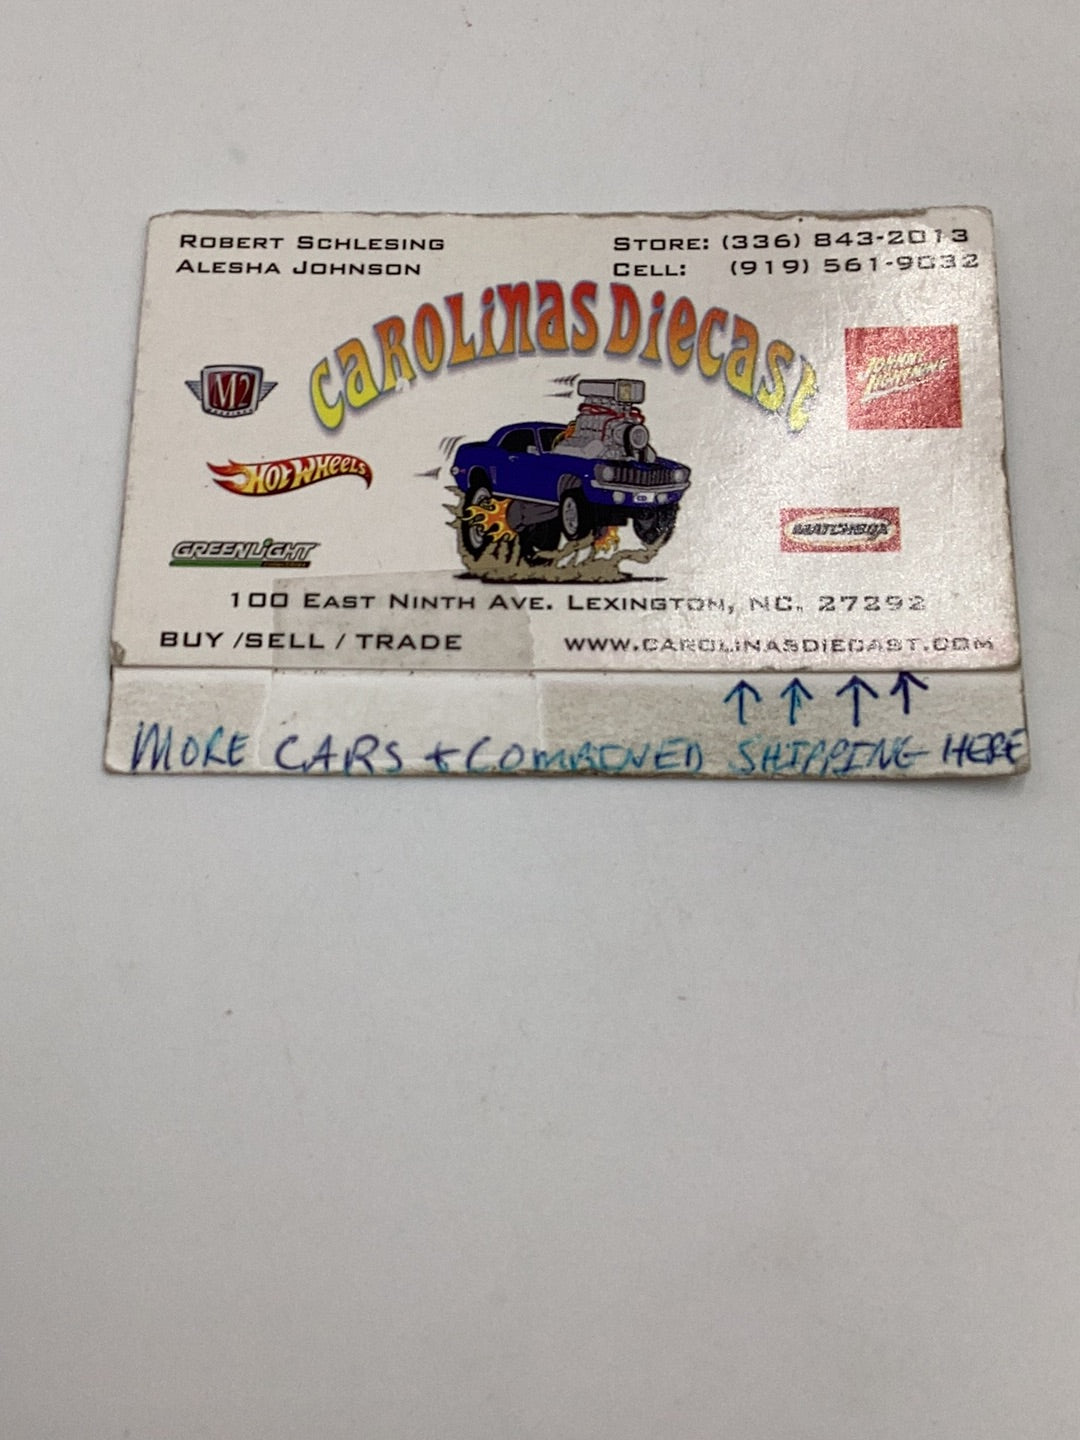 ROBERT SCHLESING
ALESHA JOHNSON
STORE: (336) 843-2013
CELL: (919) 561-9032
CAROLINAS DIECAST
M2
HOT WHEELS
GREENLIGHT
JOHNNY LIGHTNING
MATCHBOX
100 EAST NINTH AVE. LEXINGTON, NC. 27292
BUY /SELL / TRADE
WWW.CAROLINASDIECAST.COM
↑ ↑ ↑ ↑
MORE CARS + COMBINED SHIPPING HERE